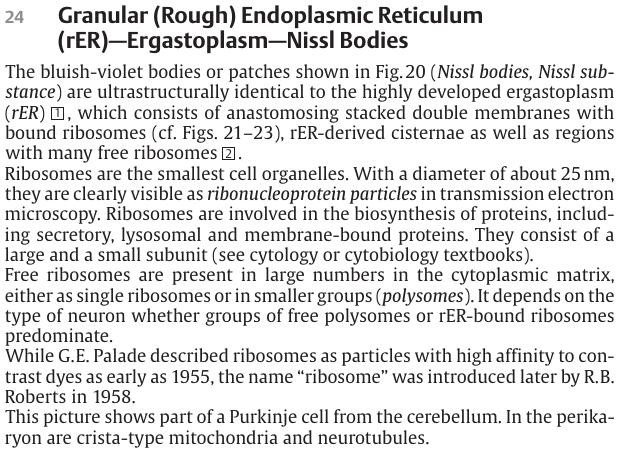 24 Granular (Rough) Endoplasmic Reticulum
(rER)—Ergastoplasm—Nissl Bodies
The bluish-violet bodies or patches shown in Fig. 20 (Nissl bodies, Nissl sub-
stance) are ultrastructurally identical to the highly developed ergastoplasm
(rER) 1, which consists of anastomosing stacked double membranes with
bound ribosomes (cf. Figs. 21–23), rER-derived cisternae as well as regions
with many free ribosomes 2.
Ribosomes are the smallest cell organelles. With a diameter of about 25 nm,
they are clearly visible as ribonucleoprotein particles in transmission electron
microscopy. Ribosomes are involved in the biosynthesis of proteins, includ-
ing secretory, lysosomal and membrane-bound proteins. They consist of a
large and a small subunit (see cytology or cytobiology textbooks).
Free ribosomes are present in large numbers in the cytoplasmic matrix,
either as single ribosomes or in smaller groups (polysomes). It depends on the
type of neuron whether groups of free polysomes or rER-bound ribosomes
predominate.
While G.E. Palade described ribosomes as particles with high affinity to con-
trast dyes as early as 1955, the name “ribosome” was introduced later by R.B.
Roberts in 1958.
This picture shows part of a Purkinje cell from the cerebellum. In the perika-
ryon are crista-type mitochondria and neurotubules.